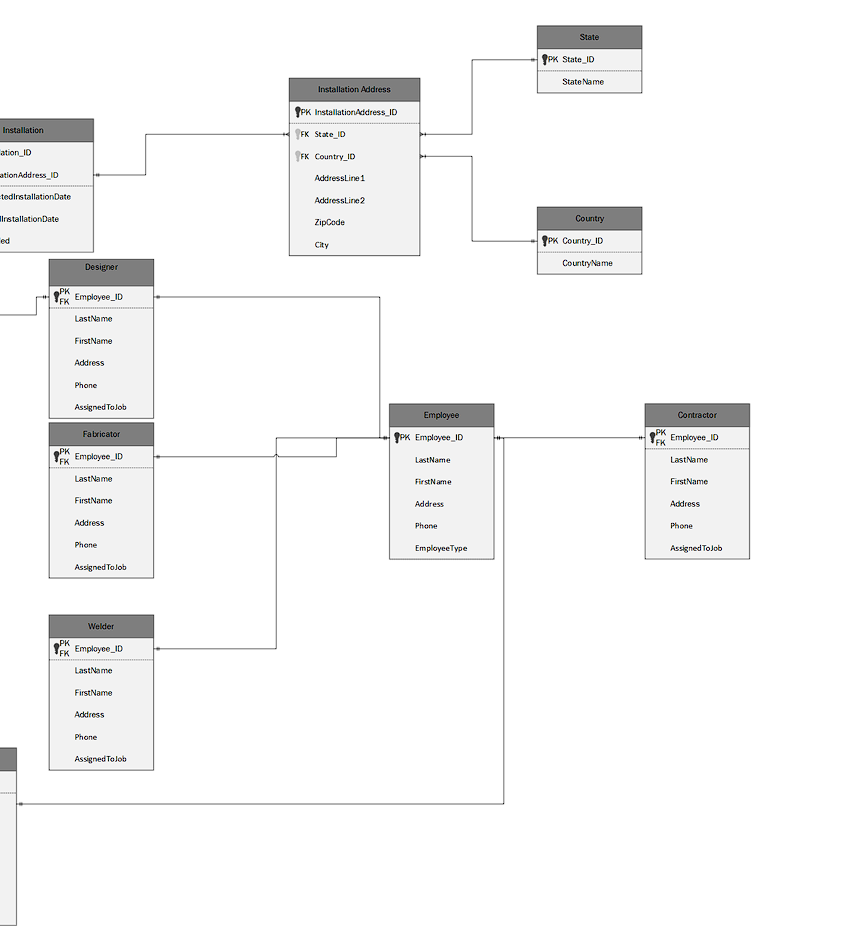 State
PK State_ID
StateName
Installation Address
PK InstallationAddress_ID
FK State_ID
FK Country_ID
AddressLine1
AddressLine2
ZipCode
City
Installation
ation_ID
ationAddress_ID
ctedInstallationDate
lInstallationDate
led
Country
PK Country_ID
CountryName
Designer
PK
FK Employee_ID
LastName
FirstName
Address
Phone
AssignedToJob
Fabricator
PK
FK Employee_ID
LastName
FirstName
Address
Phone
AssignedToJob
Employee
PK Employee_ID
LastName
FirstName
Address
Phone
EmployeeType
Contractor
PK
FK Employee_ID
LastName
FirstName
Address
Phone
AssignedToJob
Welder
PK
FK Employee_ID
LastName
FirstName
Address
Phone
AssignedToJob